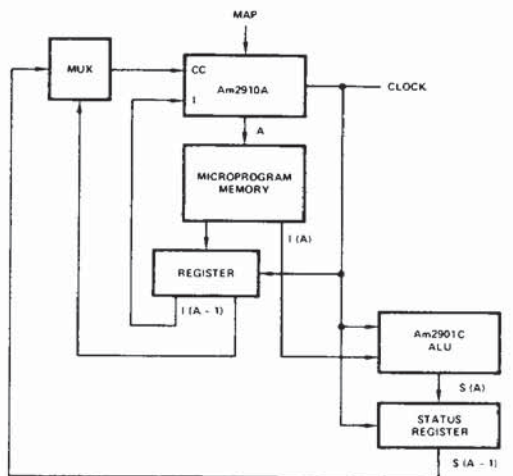 MAP
MUX
CC
I
Am2910A
CLOCK
A
MICROPROGRAM
MEMORY
I (A)
REGISTER
I (A - 1)
Am2901C
ALU
S (A)
STATUS
REGISTER
S (A - 1)